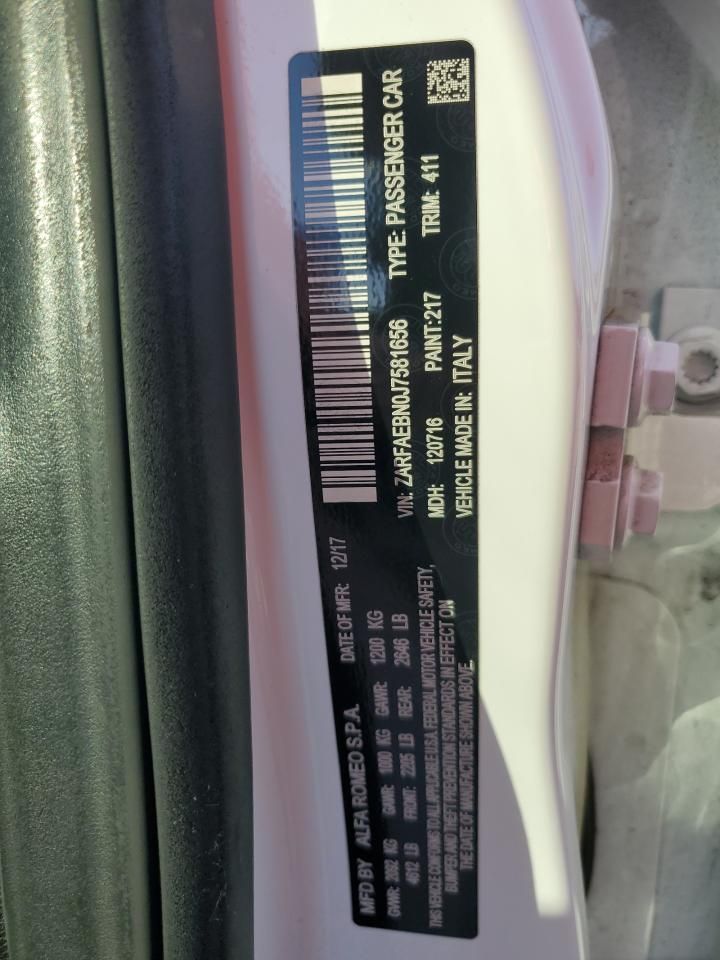 MFD BY ALFA ROMEO S.P.A. DATE OF MFR: 12/17
GVWR: 2092 KG GAWR: 1000 KG GAWR: 1200 KG
4612 LB FRONT: 2205 LB REAR: 2646 LB
THIS VEHICLE CONFORMS TO ALL APPLICABLE U.S.A. FEDERAL MOTOR VEHICLE SAFETY,
BUMPER AND THEFT PREVENTION STANDARDS IN EFFECT ON
THE DATE OF MANUFACTURE SHOWN ABOVE.
VIN: ZARFAEBN0J7581656 TYPE: PASSENGER CAR
MDH: 120716 PAINT:217 TRIM: 411
VEHICLE MADE IN: ITALY